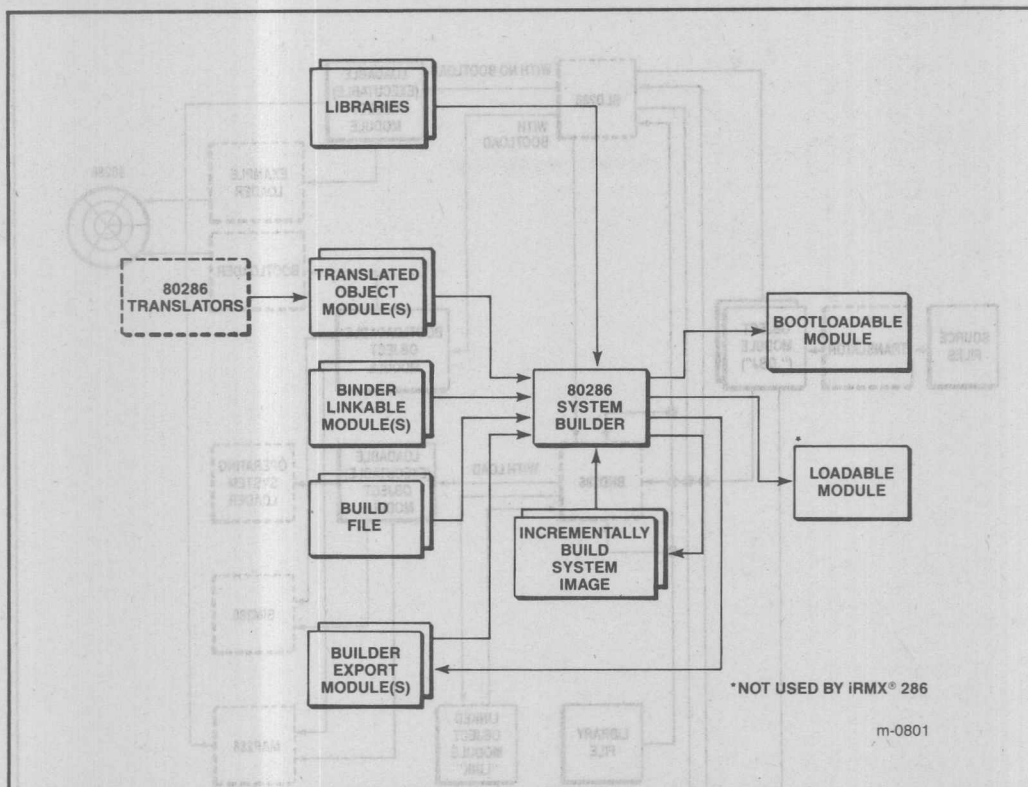 LIBRARIES
80286
TRANSLATORS
TRANSLATED
OBJECT
MODULE(S)
BINDER
LINKABLE
MODULE(S)
BUILD
FILE
BUILDER
EXPORT
MODULE(S)
80286
SYSTEM
BUILDER
INCREMENTALLY
BUILD
SYSTEM
IMAGE
BOOTLOADABLE
MODULE
*
LOADABLE
MODULE
*NOT USED BY iRMX® 286
m-0801